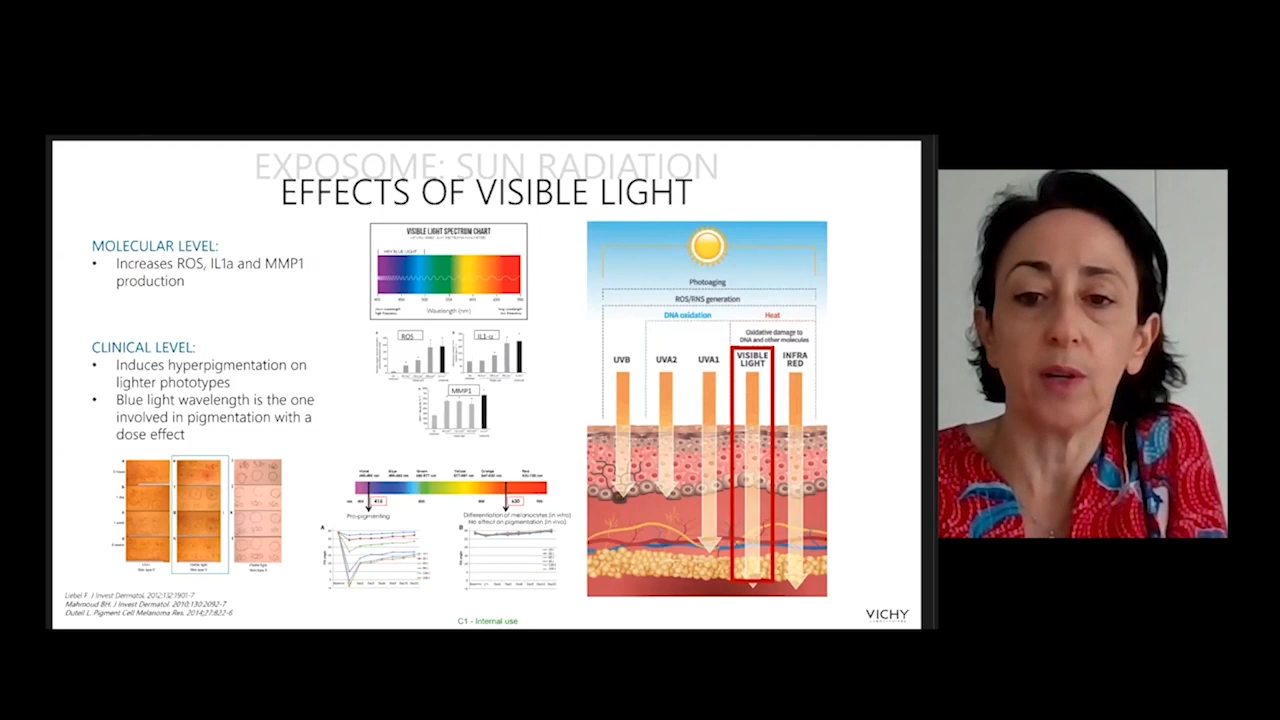 EXPOSOME: SUN RADIATION
EFFECTS OF VISIBLE LIGHT
MOLECULAR LEVEL:
• Increases ROS, IL1a and MMP1
production
CLINICAL LEVEL:
• Induces hyperpigmentation on
lighter phototypes
• Blue light wavelength is the one
involved in pigmentation with a
dose effect
VISIBLE LIGHT SPECTRUM CHART
Wavelength (nm)
ROS
IL1-α
MMP1
Violet
Blue
Green
Yellow
Orange
Red
415
630
Pro-pigmenting
Differentiation of melanocytes (in vitro)
No effect on pigmentation (in vivo)
A
B
Photoaging
ROS/RNS generation
DNA oxidation
Heat
Oxidative damage to
DNA and other molecules
UVB
UVA2
UVA1
VISIBLE
LIGHT
INFRA
RED
Liebel F. J Invest Dermatol. 2012;132:1901-7
Mahmoud BH. J Invest Dermatol. 2010;130:2092-7
Duteil L. Pigment Cell Melanoma Res. 2014;27:822-6
C1 - Internal use
VICHY
LABORATOIRES